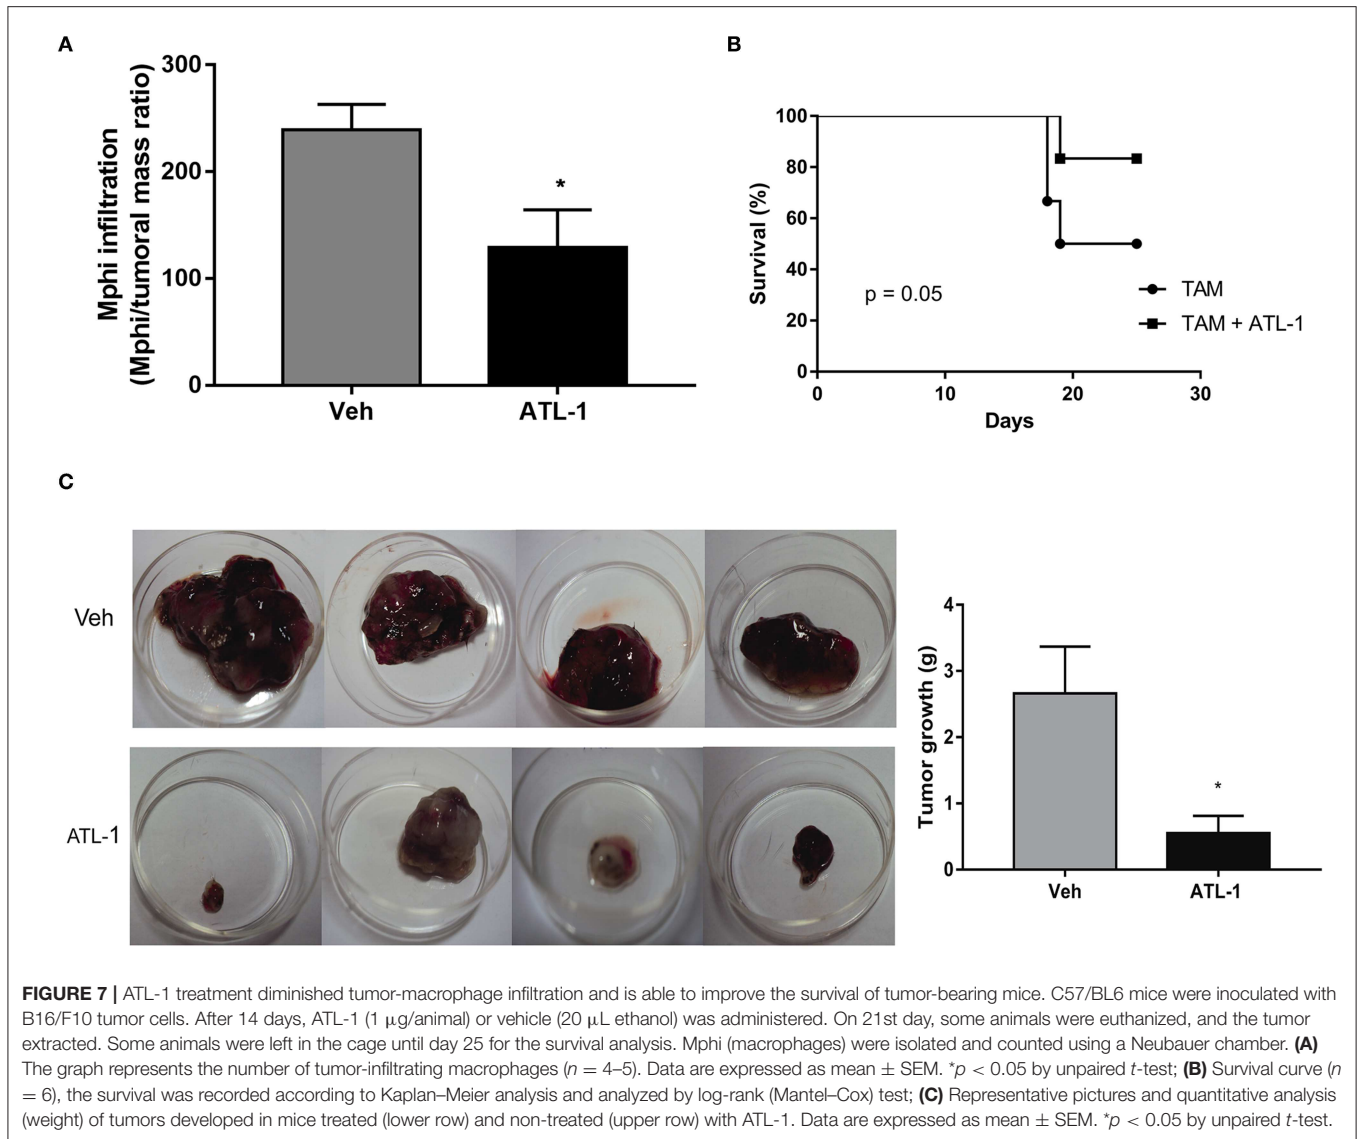 A
300
200
100
0
Mphi infiltration
(Mphi/tumoral mass ratio)
*
Veh
ATL-1
B
100
80
60
40
20
0
Survival (%)
p = 0.05
TAM
TAM + ATL-1
0
10
20
30
Days
C
Veh
ATL-1
4
3
2
1
0
Tumor growth (g)
*
Veh
ATL-1
FIGURE 7 | ATL-1 treatment diminished tumor-macrophage infiltration and is able to improve the survival of tumor-bearing mice. C57/BL6 mice were inoculated with
B16/F10 tumor cells. After 14 days, ATL-1 (1 μg/animal) or vehicle (20 μL ethanol) was administered. On 21st day, some animals were euthanized, and the tumor
extracted. Some animals were left in the cage until day 25 for the survival analysis. Mphi (macrophages) were isolated and counted using a Neubauer chamber. (A)
The graph represents the number of tumor-infiltrating macrophages (n = 4–5). Data are expressed as mean ± SEM. *p < 0.05 by unpaired t-test; (B) Survival curve (n
= 6), the survival was recorded according to Kaplan–Meier analysis and analyzed by log-rank (Mantel–Cox) test; (C) Representative pictures and quantitative analysis
(weight) of tumors developed in mice treated (lower row) and non-treated (upper row) with ATL-1. Data are expressed as mean ± SEM. *p < 0.05 by unpaired t-test.